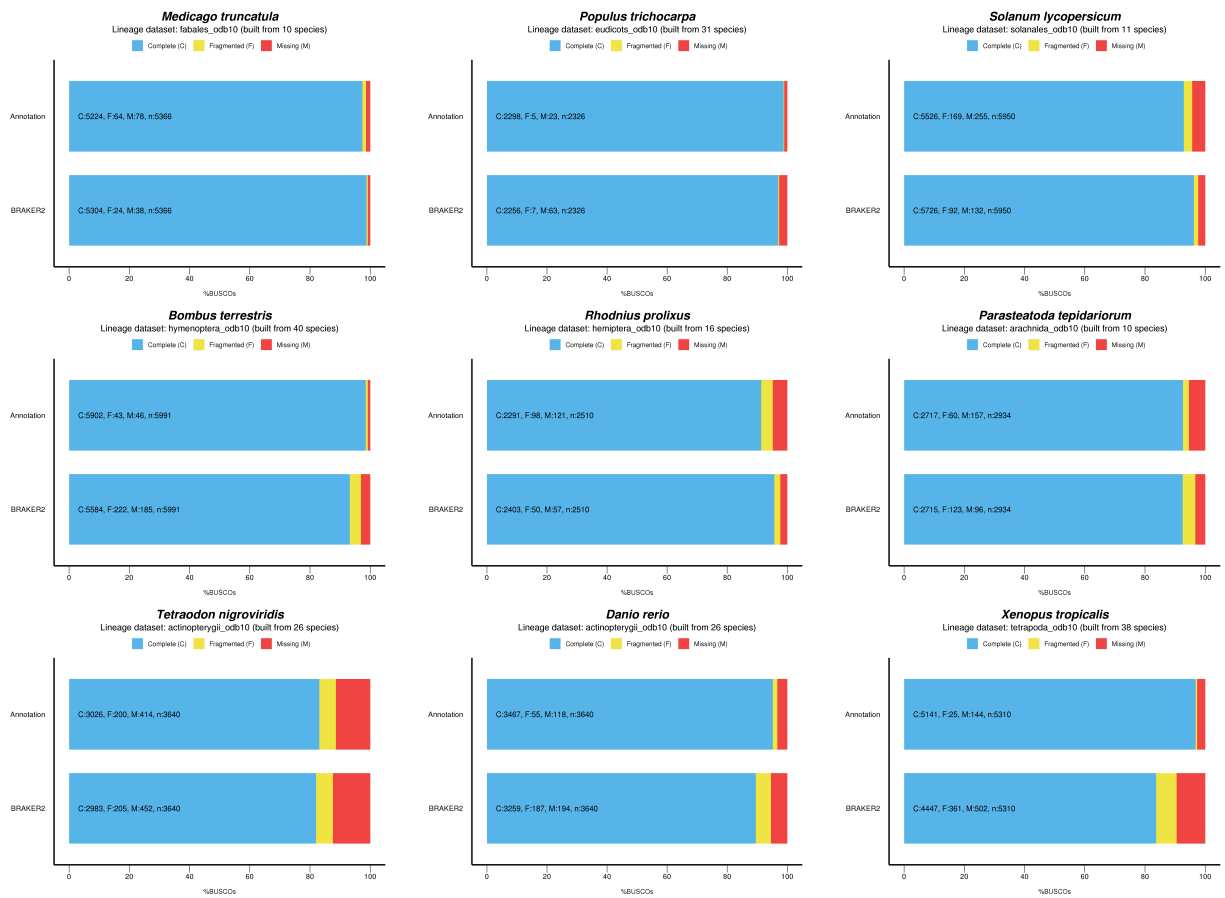 Medicago truncatula
Lineage dataset: fabales_odb10 (built from 10 species)
Complete (C) Fragmented (F) Missing (M)
Annotation
C:5224, F:64, M:78, n:5366
BRAKER2
C:5304, F:24, M:38, n:5366
0 20 40 60 80 100
%BUSCOs
Populus trichocarpa
Lineage dataset: eudicots_odb10 (built from 31 species)
Complete (C) Fragmented (F) Missing (M)
Annotation
C:2298, F:5, M:23, n:2326
BRAKER2
C:2256, F:7, M:63, n:2326
0 20 40 60 80 100
%BUSCOs
Solanum lycopersicum
Lineage dataset: solanales_odb10 (built from 11 species)
Complete (C) Fragmented (F) Missing (M)
Annotation
C:5526, F:169, M:255, n:5950
BRAKER2
C:5726, F:92, M:132, n:5950
0 20 40 60 80 100
%BUSCOs
Bombus terrestris
Lineage dataset: hymenoptera_odb10 (built from 40 species)
Complete (C) Fragmented (F) Missing (M)
Annotation
C:5902, F:43, M:46, n:5991
BRAKER2
C:5584, F:222, M:185, n:5991
0 20 40 60 80 100
%BUSCOs
Rhodnius prolixus
Lineage dataset: hemiptera_odb10 (built from 16 species)
Complete (C) Fragmented (F) Missing (M)
Annotation
C:2291, F:98, M:121, n:2510
BRAKER2
C:2403, F:50, M:57, n:2510
0 20 40 60 80 100
%BUSCOs
Parasteatoda tepidariorum
Lineage dataset: arachnida_odb10 (built from 10 species)
Complete (C) Fragmented (F) Missing (M)
Annotation
C:2717, F:60, M:157, n:2934
BRAKER2
C:2715, F:123, M:96, n:2934
0 20 40 60 80 100
%BUSCOs
Tetraodon nigroviridis
Lineage dataset: actinopterygii_odb10 (built from 26 species)
Complete (C) Fragmented (F) Missing (M)
Annotation
C:3026, F:200, M:414, n:3640
BRAKER2
C:2983, F:205, M:452, n:3640
0 20 40 60 80 100
%BUSCOs
Danio rerio
Lineage dataset: actinopterygii_odb10 (built from 26 species)
Complete (C) Fragmented (F) Missing (M)
Annotation
C:3467, F:55, M:118, n:3640
BRAKER2
C:3259, F:187, M:194, n:3640
0 20 40 60 80 100
%BUSCOs
Xenopus tropicalis
Lineage dataset: tetrapoda_odb10 (built from 38 species)
Complete (C) Fragmented (F) Missing (M)
Annotation
C:5141, F:25, M:144, n:5310
BRAKER2
C:4447, F:361, M:502, n:5310
0 20 40 60 80 100
%BUSCOs